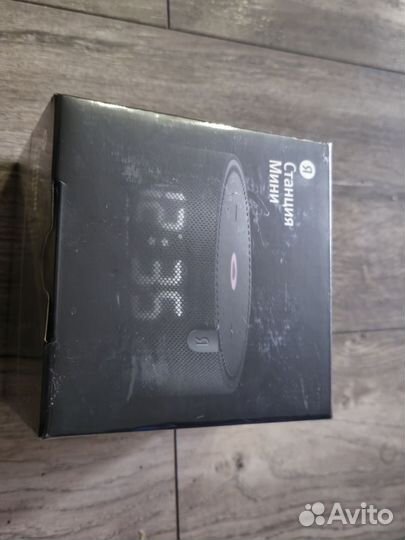 Я
Станция
Мини
12:35
Я
Avito